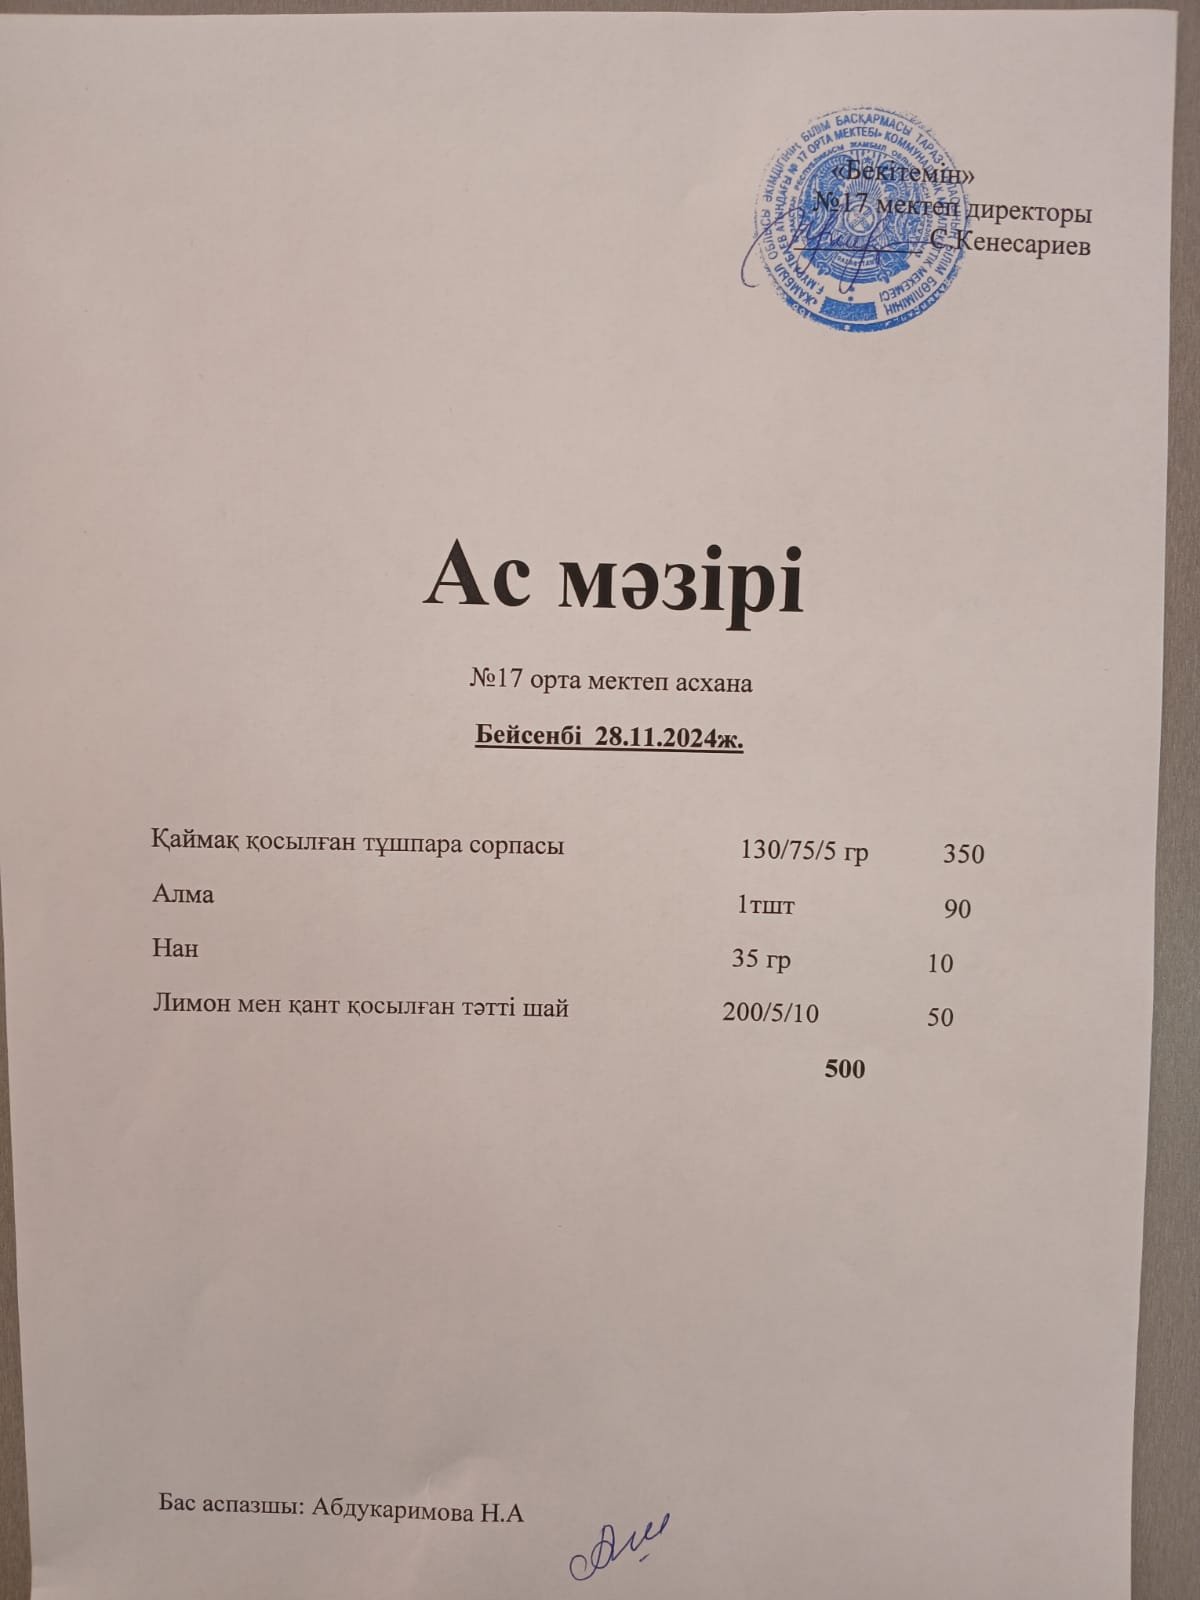 «Бекітемін»
№17 мектеп директоры
С.Кенесариев
Ас мәзірі
№17 орта мектеп асхана
Бейсенбі 28.11.2024ж.
Қаймақ қосылған тұшпара сорпасы 130/75/5 гр 350
Алма 1тшт 90
Нан 35 гр 10
Лимон мен қант қосылған тәтті шай 200/5/10 50
500
Бас аспазшы: Абдукаримова Н.А